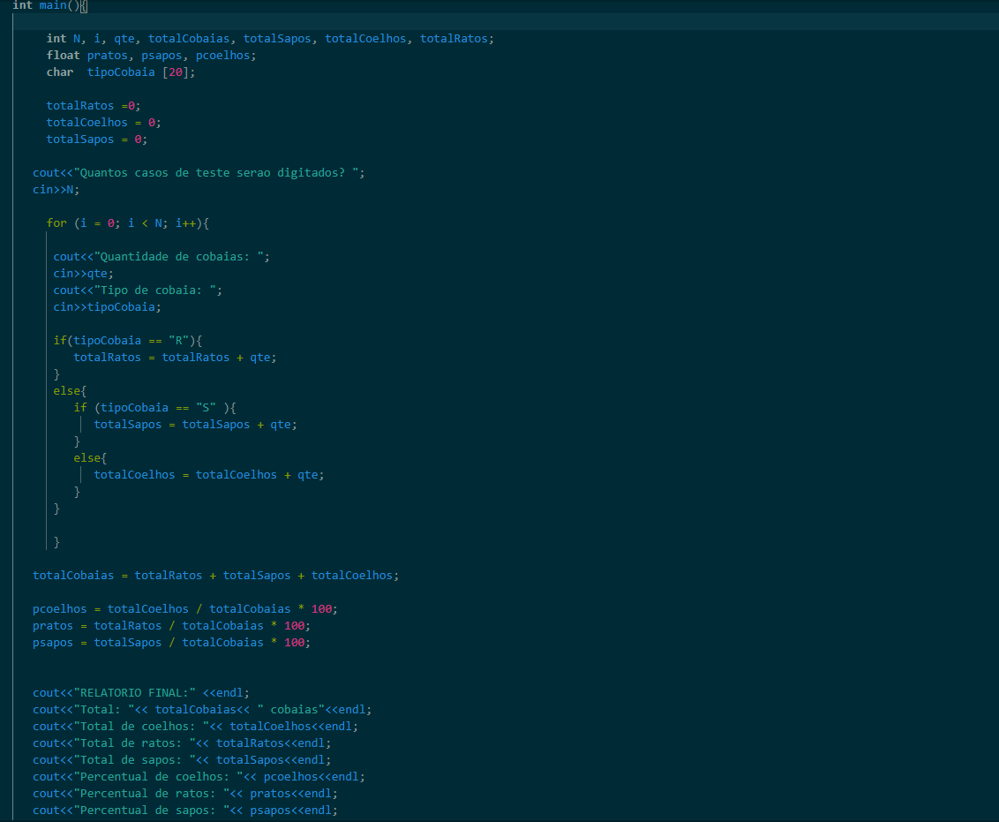 int main(){
int N, i, qte, totalCobaias, totalSapos, totalCoelhos, totalRatos;
float pratos, psapos, pcoelhos;
char  tipoCobaia [20];
totalRatos =0;
totalCoelhos = 0;
totalSapos = 0;
cout<<"Quantos casos de teste serao digitados? ";
cin>>N;
for (i = 0; i < N; i++){
cout<<"Quantidade de cobaias: ";
cin>>qte;
cout<<"Tipo de cobaia: ";
cin>>tipoCobaia;
if(tipoCobaia == "R"){
totalRatos = totalRatos + qte;
}
else{
if (tipoCobaia == "S" ){
totalSapos = totalSapos + qte;
}
else{
totalCoelhos = totalCoelhos + qte;
}
}
}
totalCobaias = totalRatos + totalSapos + totalCoelhos;
pcoelhos = totalCoelhos / totalCobaias * 100;
pratos = totalRatos / totalCobaias * 100;
psapos = totalSapos / totalCobaias * 100;
cout<<"RELATORIO FINAL:" <<endl;
cout<<"Total: "<< totalCobaias<< " cobaias"<<endl;
cout<<"Total de coelhos: "<< totalCoelhos<<endl;
cout<<"Total de ratos: "<< totalRatos<<endl;
cout<<"Total de sapos: "<< totalSapos<<endl;
cout<<"Percentual de coelhos: "<< pcoelhos<<endl;
cout<<"Percentual de ratos: "<< pratos<<endl;
cout<<"Percentual de sapos: "<< psapos<<endl;